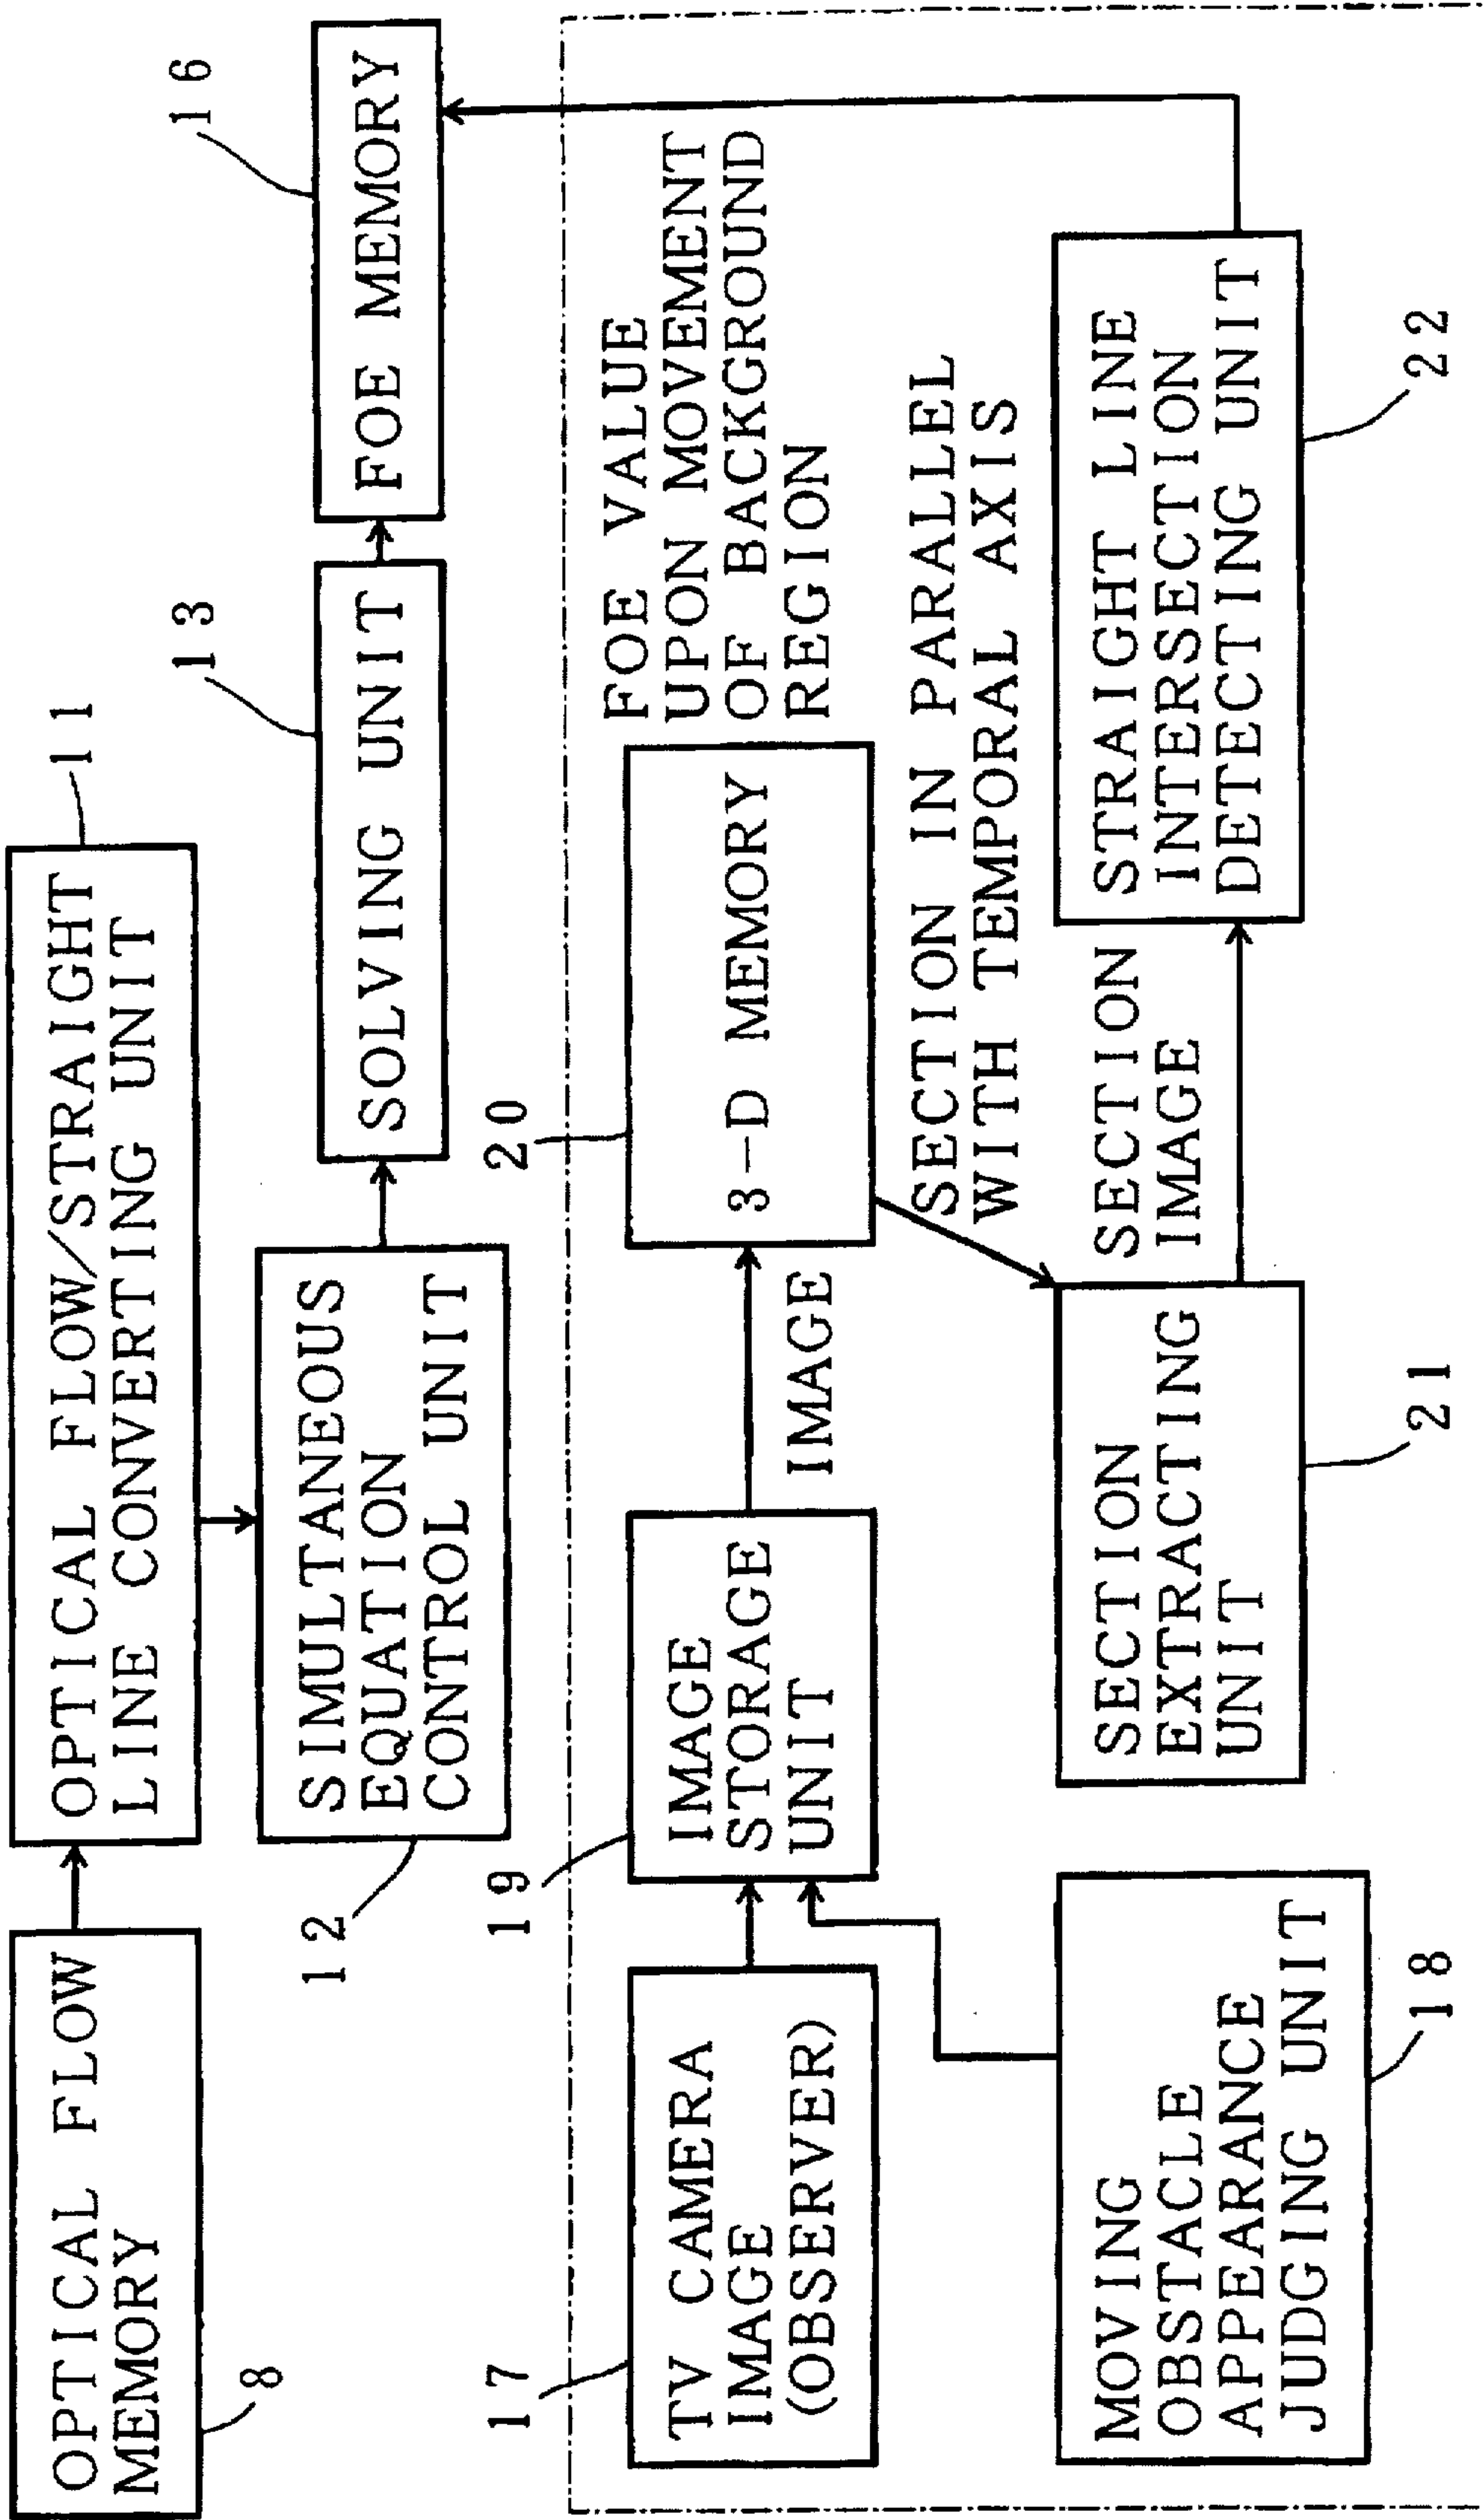 OPTICAL FLOW
MEMORY
8
OPTICAL FLOW/STRAIGHT
LINE CONVERTING UNIT
11
SIMULTANEOUS
EQUATION
CONTROL UNIT
12
SOLVING UNIT
13
FOE MEMORY
16
TV CAMERA
IMAGE
(OBSERVER)
17
IMAGE
STORAGE
UNIT
19
IMAGE
3-D MEMORY
20
FOE VALUE
UPON MOVEMENT
OF BACKGROUND
REGION
SECTION IN PARALLEL
WITH TEMPORAL AXIS
MOVING
OBSTACLE
APPEARANCE
JUDGING UNIT
18
SECTION
EXTRACTING
UNIT
21
SECTION
IMAGE
STRAIGHT LINE
INTERSECTION
DETECTING UNIT
22